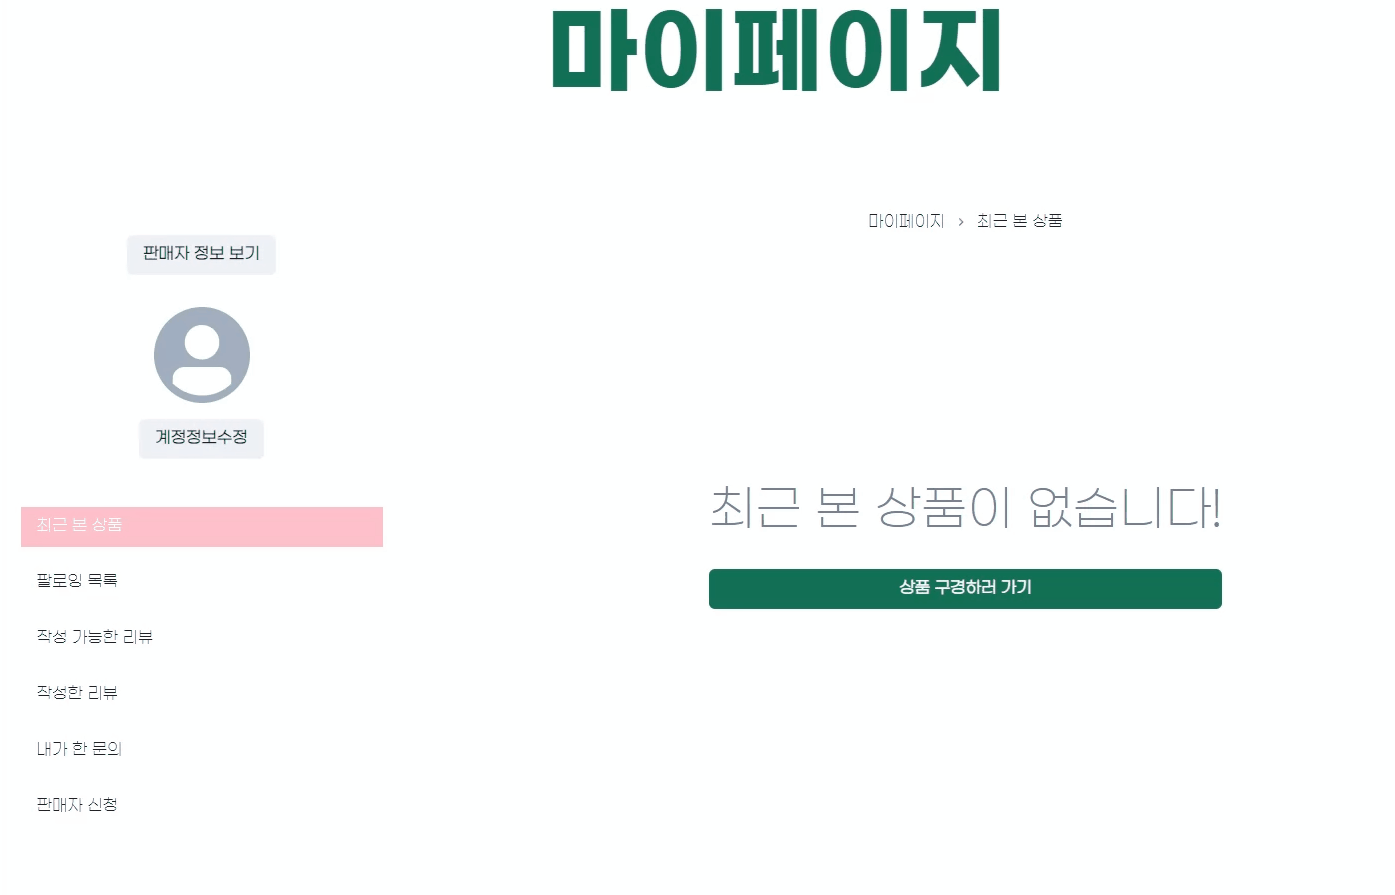 마이페이지
마이페이지 › 최근 본 상품
판매자 정보 보기
계정정보수정
최근 본 상품
팔로잉 목록
작성 가능한 리뷰
작성한 리뷰
내가 한 문의
판매자 신청
최근 본 상품이 없습니다!
상품 구경하러 가기